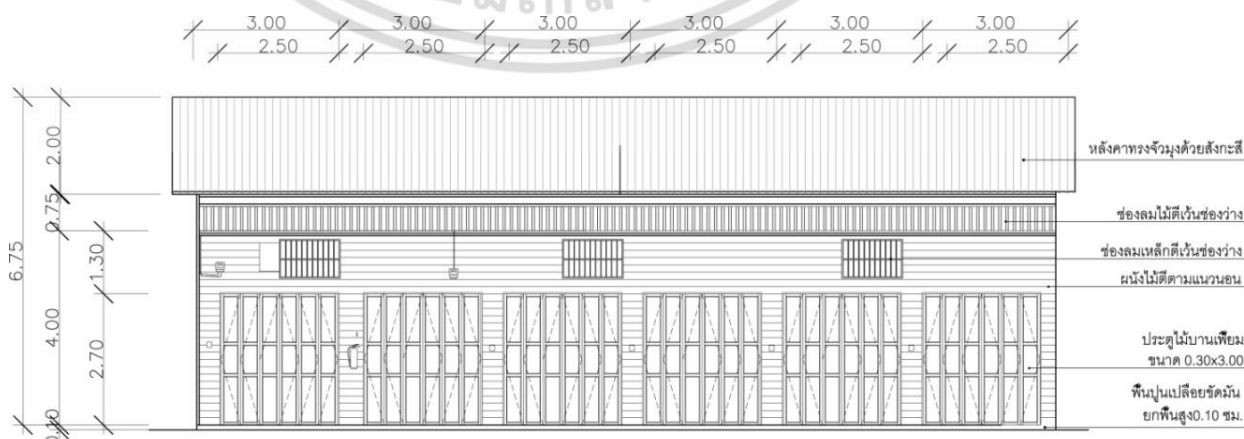 3.00 3.00 3.00 3.00 3.00 3.00
2.50 2.50 2.50 2.50 2.50 2.50
2.00
0.75
6.75
1.30
4.00
2.70
หลังคาทรงจั่วมุงด้วยสังกะสี
ช่องลมไม้ตีเว้นช่องว่าง
ช่องลมเหล็กตีเว้นช่องว่าง
ผนังไม้ตีตามแนวนอน
ประตูไม้บานเฟี้ยม
ขนาด 0.30x3.00
พื้นปูนเปลือยขัดมัน
ยกพื้นสูง0.10 ซม.